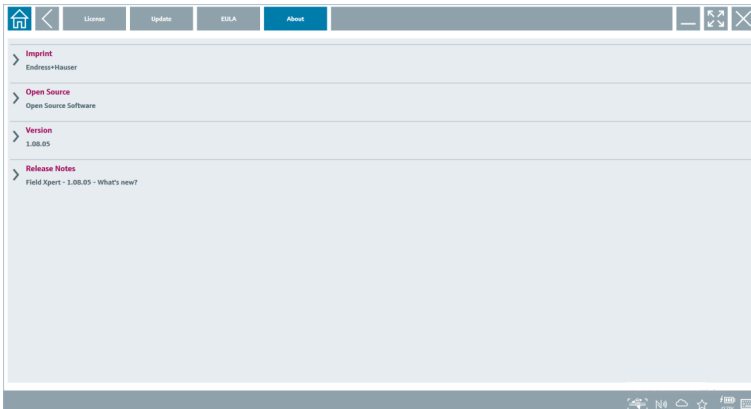 License Update EULA About
Imprint
Endress+Hauser
Open Source
Open Source Software
Version
1.08.05
Release Notes
Field Xpert - 1.08.05 - What's new?